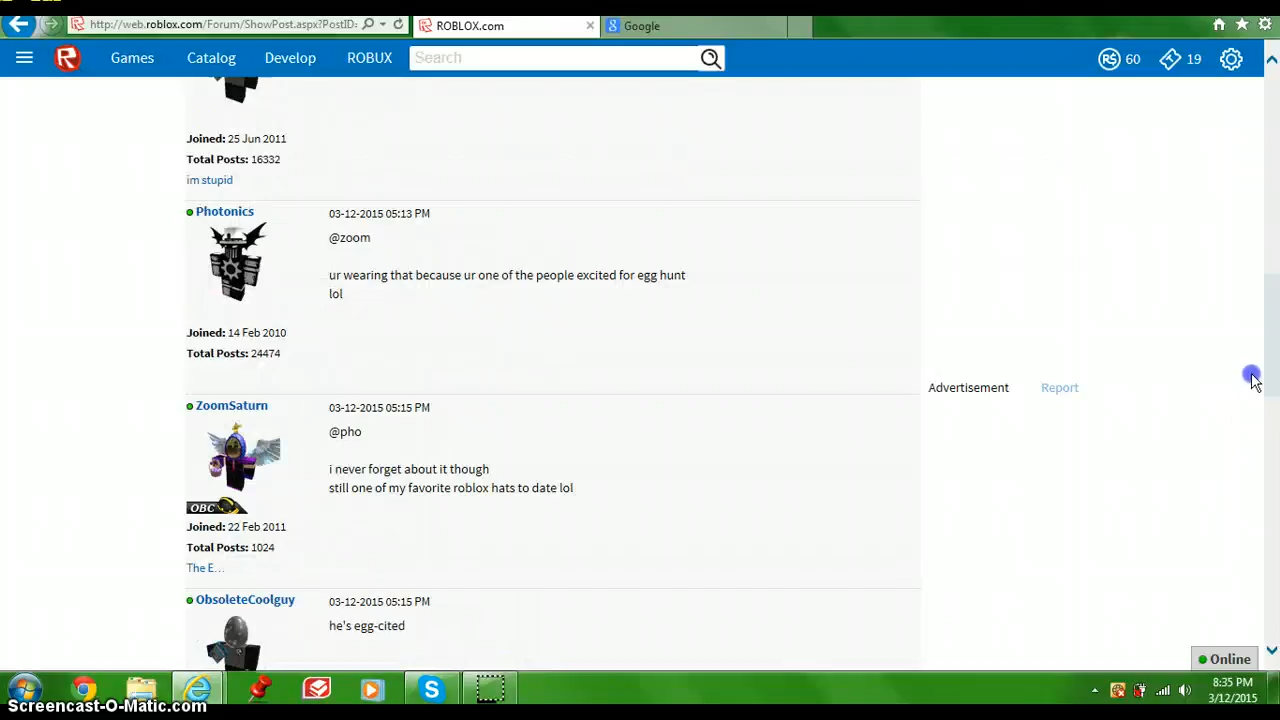 http://web.roblox.com/Forum/ShowPost.aspx?PostID:
ROBLOX.com
Google
Games
Catalog
Develop
ROBUX
Search
R$ 60
19
Joined: 25 Jun 2011
Total Posts: 16332
im stupid
Photonics
03-12-2015 05:13 PM
@zoom
ur wearing that because ur one of the people excited for egg hunt
lol
Joined: 14 Feb 2010
Total Posts: 24474
Advertisement Report
ZoomSaturn
03-12-2015 05:15 PM
@pho
i never forget about it though
still one of my favorite roblox hats to date lol
OBC
Joined: 22 Feb 2011
Total Posts: 1024
The E...
ObsoleteCoolguy
03-12-2015 05:15 PM
he's egg-cited
Online
8:35 PM
3/12/2015
Screencast-O-Matic.com